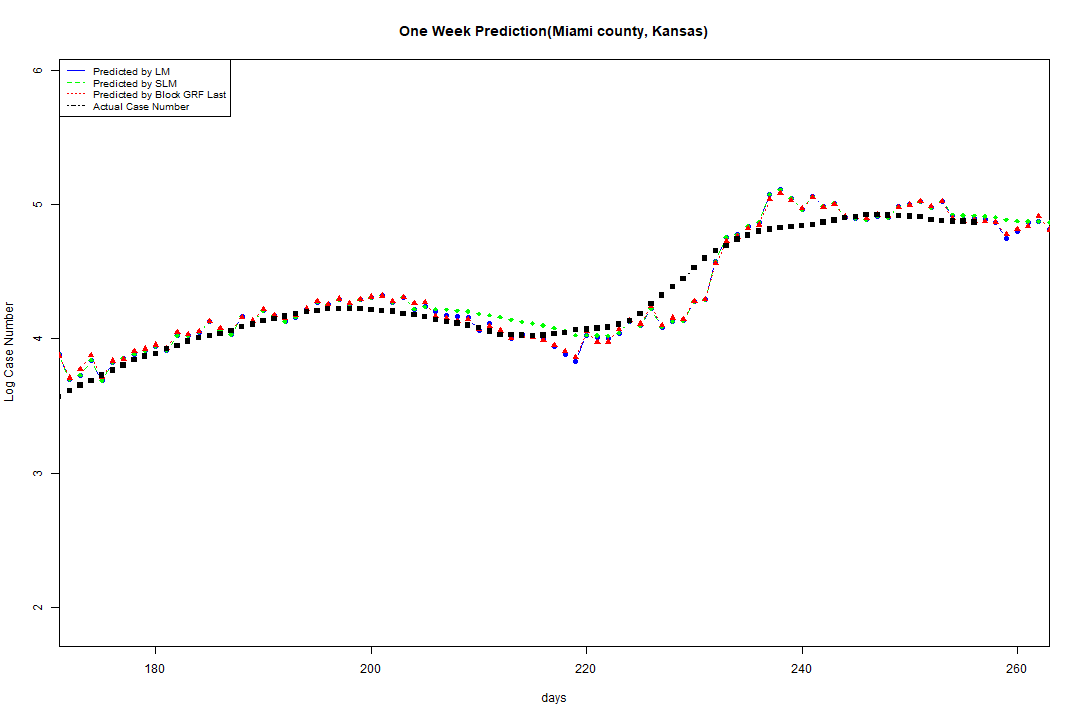 One Week Prediction(Miami county, Kansas)
Predicted by LM
Predicted by SLM
Predicted by Block GRF Last
Actual Case Number
6
5
4
3
2
Log Case Number
180 200 220 240 260
days